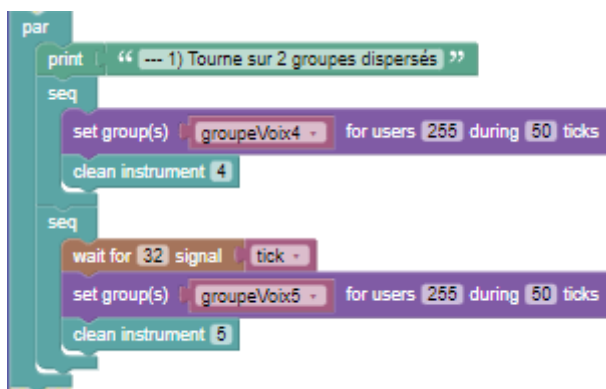 par
print “ --- 1) Tourne sur 2 groupes dispersés ”
seq
set group(s) groupeVoix4 for users 255 during 50 ticks
clean instrument 4
seq
wait for 32 signal tick
set group(s) groupeVoix5 for users 255 during 50 ticks
clean instrument 5